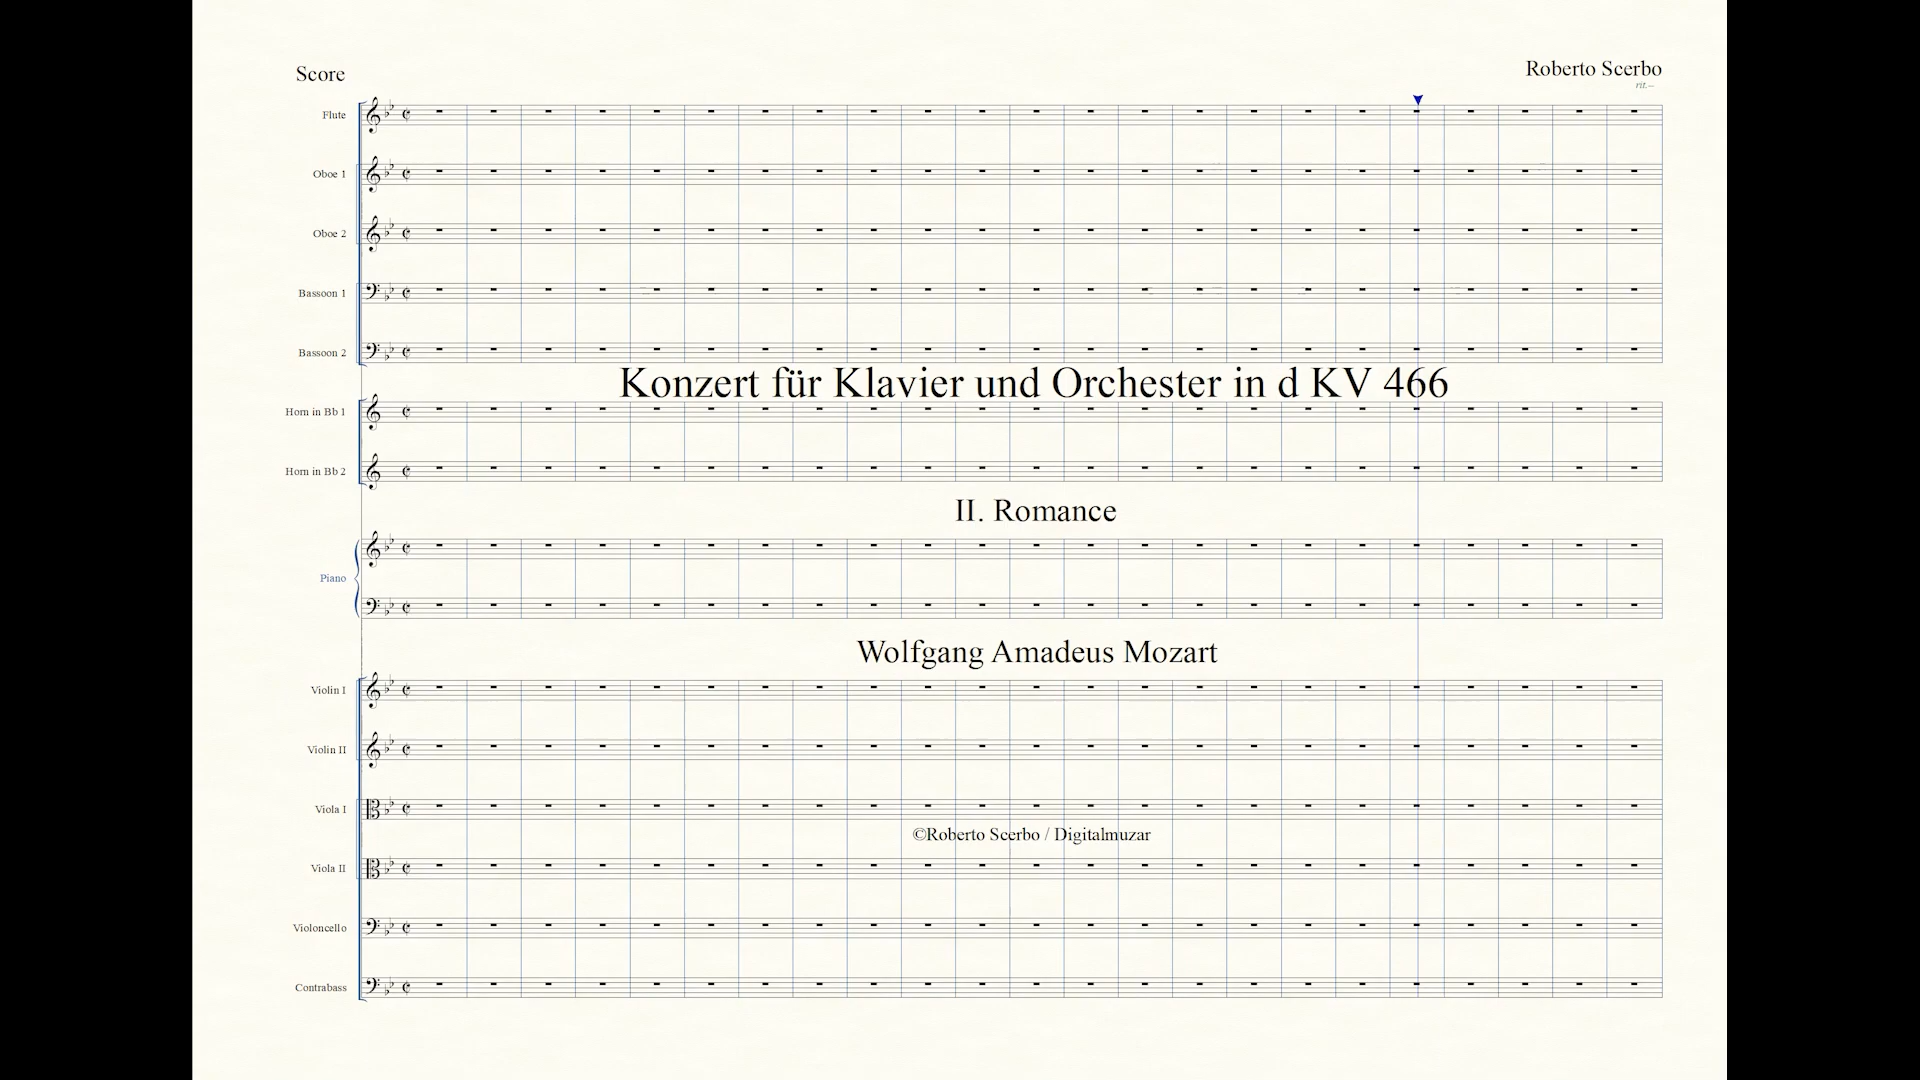 Score
Roberto Scerbo
rit.
Flute
Oboe 1
Oboe 2
Bassoon 1
Bassoon 2
Konzert für Klavier und Orchester in d KV 466
Horn in Bb 1
Horn in Bb 2
II. Romance
Piano
Wolfgang Amadeus Mozart
Violin I
Violin II
Viola I
©Roberto Scerbo / Digitalmuzar
Viola II
Violoncello
Contrabass